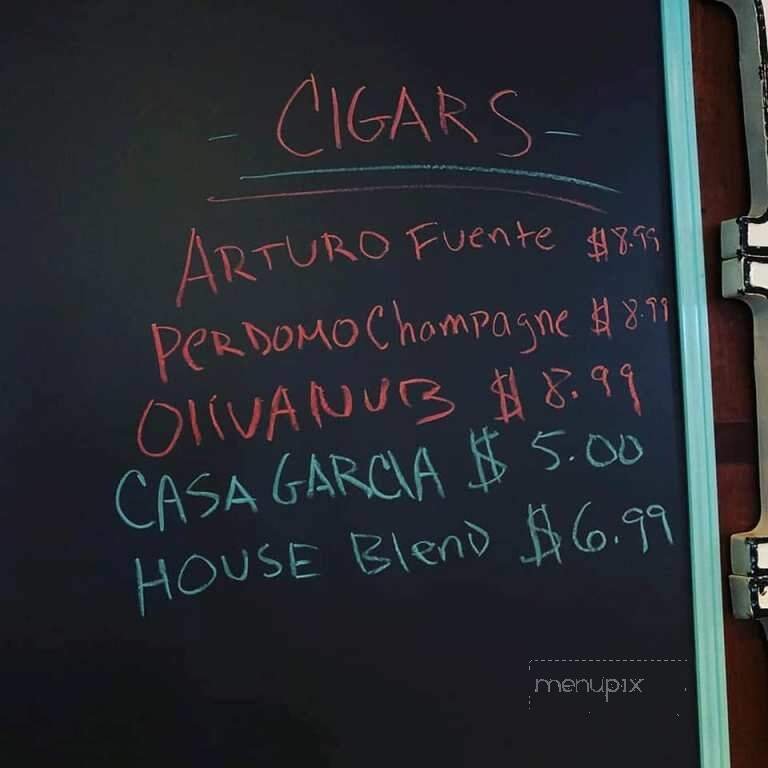 - CIGARS -
ARTURO Fuente $8.99
PERDOMO Champagne $8.99
OlIVA NUB $8.99
CASA GARCIA $5.00
HOUSE BlenD $6.99
menupix